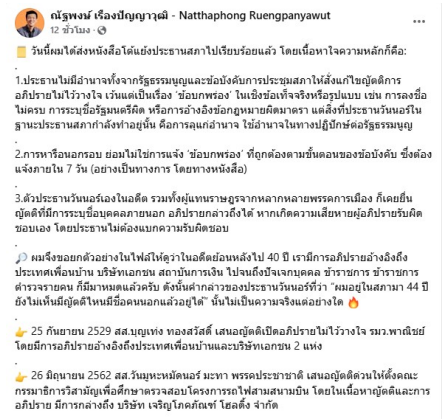 ณัฐพงษ์ เรืองปัญญาวุฒิ - Natthaphong Ruengpanyawut
12 ชั่วโมง ·
🗒️ วันนี้ผมได้ส่งหนังสือโต้แย้งประธานสภาไปเรียบร้อยแล้ว โดยเนื้อหาใจความหลักก็คือ:
.
1.ประธานไม่มีอำนาจทั้งจากรัฐธรรมนูญและข้อบังคับการประชุมสภาให้สั่งแก้ไขญัตติการ
อภิปรายไม่ไว้วางใจ เว้นแต่เป็นเรื่อง 'ข้อบกพร่อง' ในเชิงข้อเท็จจริงหรือรูปแบบ เช่น การลงชื่อ
ไม่ครบ การระบุชื่อรัฐมนตรีผิด หรือการอ้างอิงข้อกฎหมายผิดมาตรา แต่สิ่งที่ประธานวันนอร์ใน
ฐานะประธานสภากำลังทำอยู่นั้น คือการลุแก่อำนาจ ใช้อำนาจในทางปฏิปักษ์ต่อรัฐธรรมนูญ
.
2.การหารือนอกรอบ ย่อมไม่ใช่การแจ้ง 'ข้อบกพร่อง' ที่ถูกต้องตามขั้นตอนของข้อบังคับ ซึ่งต้อง
แจ้งภายใน 7 วัน (อย่างเป็นทางการ โดยทางหนังสือ)
.
3.ตัวประธานวันนอร์เองในอดีต รวมทั้งผู้แทนราษฎรจากหลากหลายพรรคการเมือง ก็เคยยื่น
ญัตติที่มีการระบุชื่อบุคคลภายนอก อภิปรายกล่าวถึงได้ หากเกิดความเสียหายผู้อภิปรายรับผิด
ชอบเอง โดยประธานไม่ต้องแบกความรับผิดชอบ
.
🔎 ผมจึงขอยกตัวอย่างในไฟล์ให้ดูว่าในอดีตย้อนหลังไป 40 ปี เรามีการอภิปรายอ้างอิงถึง
ประเทศเพื่อนบ้าน บริษัทเอกชน สถาบันการเงิน ไปจนถึงปัจเจกบุคคล ข้าราชการ ข้าราชการ
ตำรวจรายคน ก็มีมาหมดแล้วครับ ดังนั้นคำกล่าวของประธานวันนอร์ที่ว่า "ผมอยู่ในสภามา 44 ปี
ยังไม่เห็นมีญัตติไหนมีชื่อคนนอกแล้วอยู่ได้" นั้นไม่เป็นความจริงแต่อย่างใด 🔥
.
👉 25 กันยายน 2529 สส.บุญเท่ง ทองสวัสดิ์ เสนอญัตติเปิดอภิปรายไม่ไว้วางใจ รมว.พาณิชย์
โดยมีการอภิปรายอ้างอิงถึงประเทศเพื่อนบ้านและบริษัทเอกชน 2 แห่ง
.
👉 26 มิถุนายน 2562 สส.วันมูหะหมัดนอร์ มะทา พรรคประชาชาติ เสนอญัตติด่วนให้ตั้งคณะ
กรรมาธิการวิสามัญเพื่อศึกษาตรวจสอบโครงการรถไฟสามสนามบิน โดยในเนื้อหาญัตติและการ
อภิปราย มีการกล่าวถึง บริษัท เจริญโภคภัณฑ์ โฮลดิ้ง จำกัด